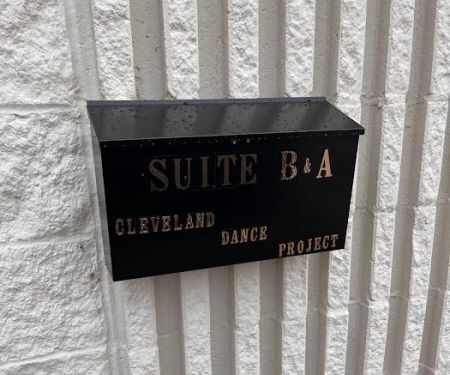 SUITE B & A
CLEVELAND
DANCE
PROJECT